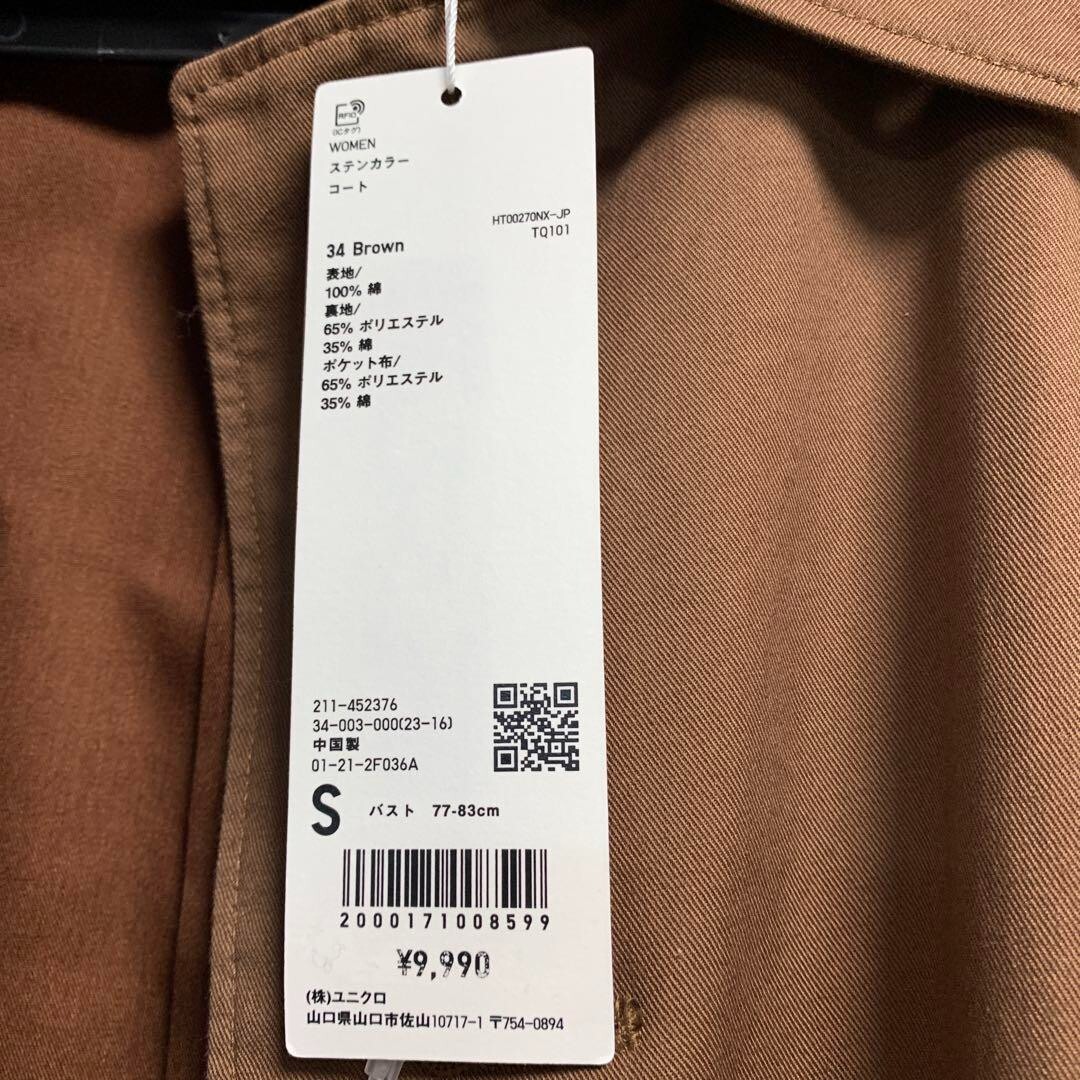 RFID
(ICタグ)
WOMEN
ステンカラー
コート
HT00270NX-JP
TQ101
34 Brown
表地/
100% 綿
裏地/
65% ポリエステル
35% 綿
ポケット布/
65% ポリエステル
35% 綿
211-452376
34-003-000(23-16)
中国製
01-21-2F036A
S バスト 77-83cm
2000171008599
¥9,990
(株)ユニクロ
山口県山口市佐山10717-1 〒754-0894